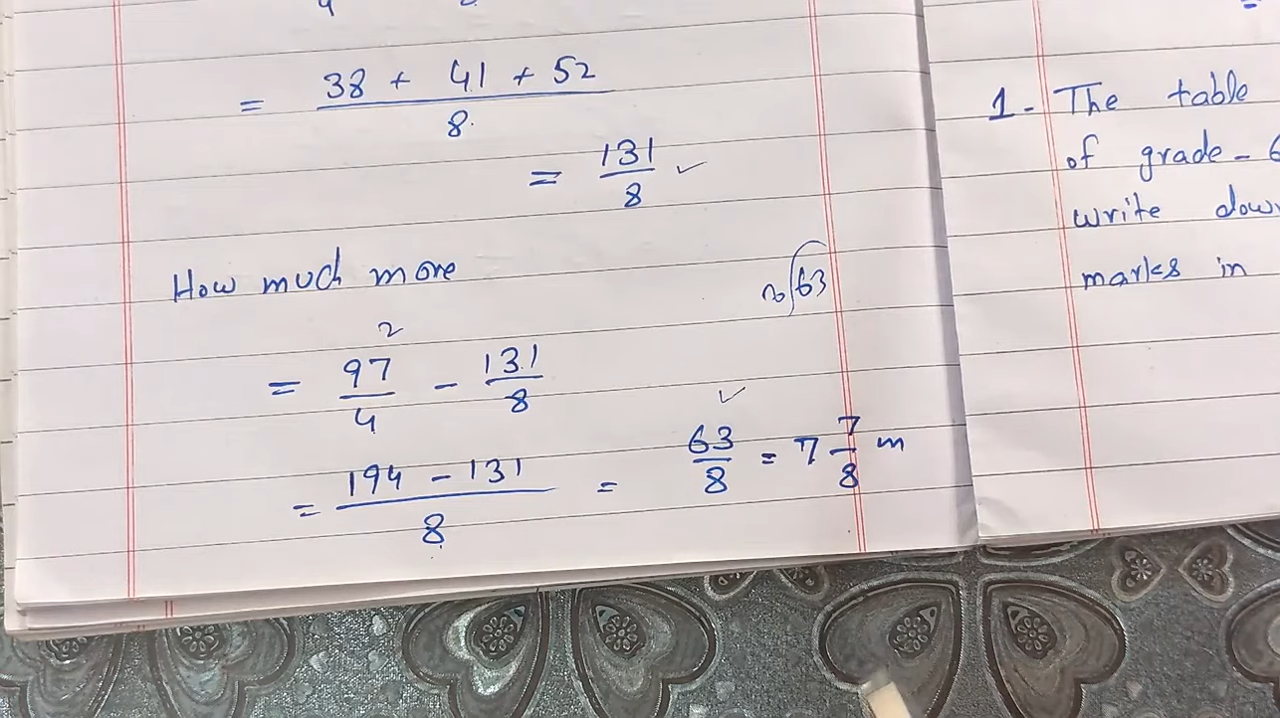 = 38 + 41 + 52 / 8
= 131/8 ✓
How much more
8)63
2
= 97/4 - 131/8
✓
= 194 - 131 / 8 = 63/8 = 7 7/8 m
1- The table
of grade - 6
write down
marks in